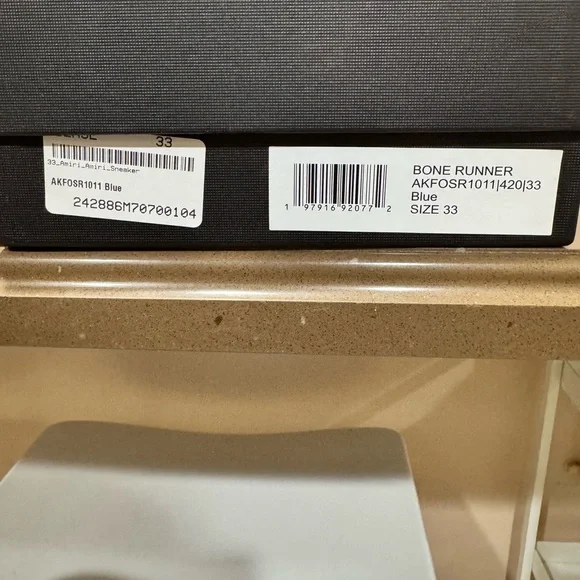 33
33_Amiri_Amiri_Sneaker
AKFOSR1011 Blue
242886M70700104
1 97916 92077 2
BONE RUNNER
AKFOSR1011|420|33
Blue
SIZE 33